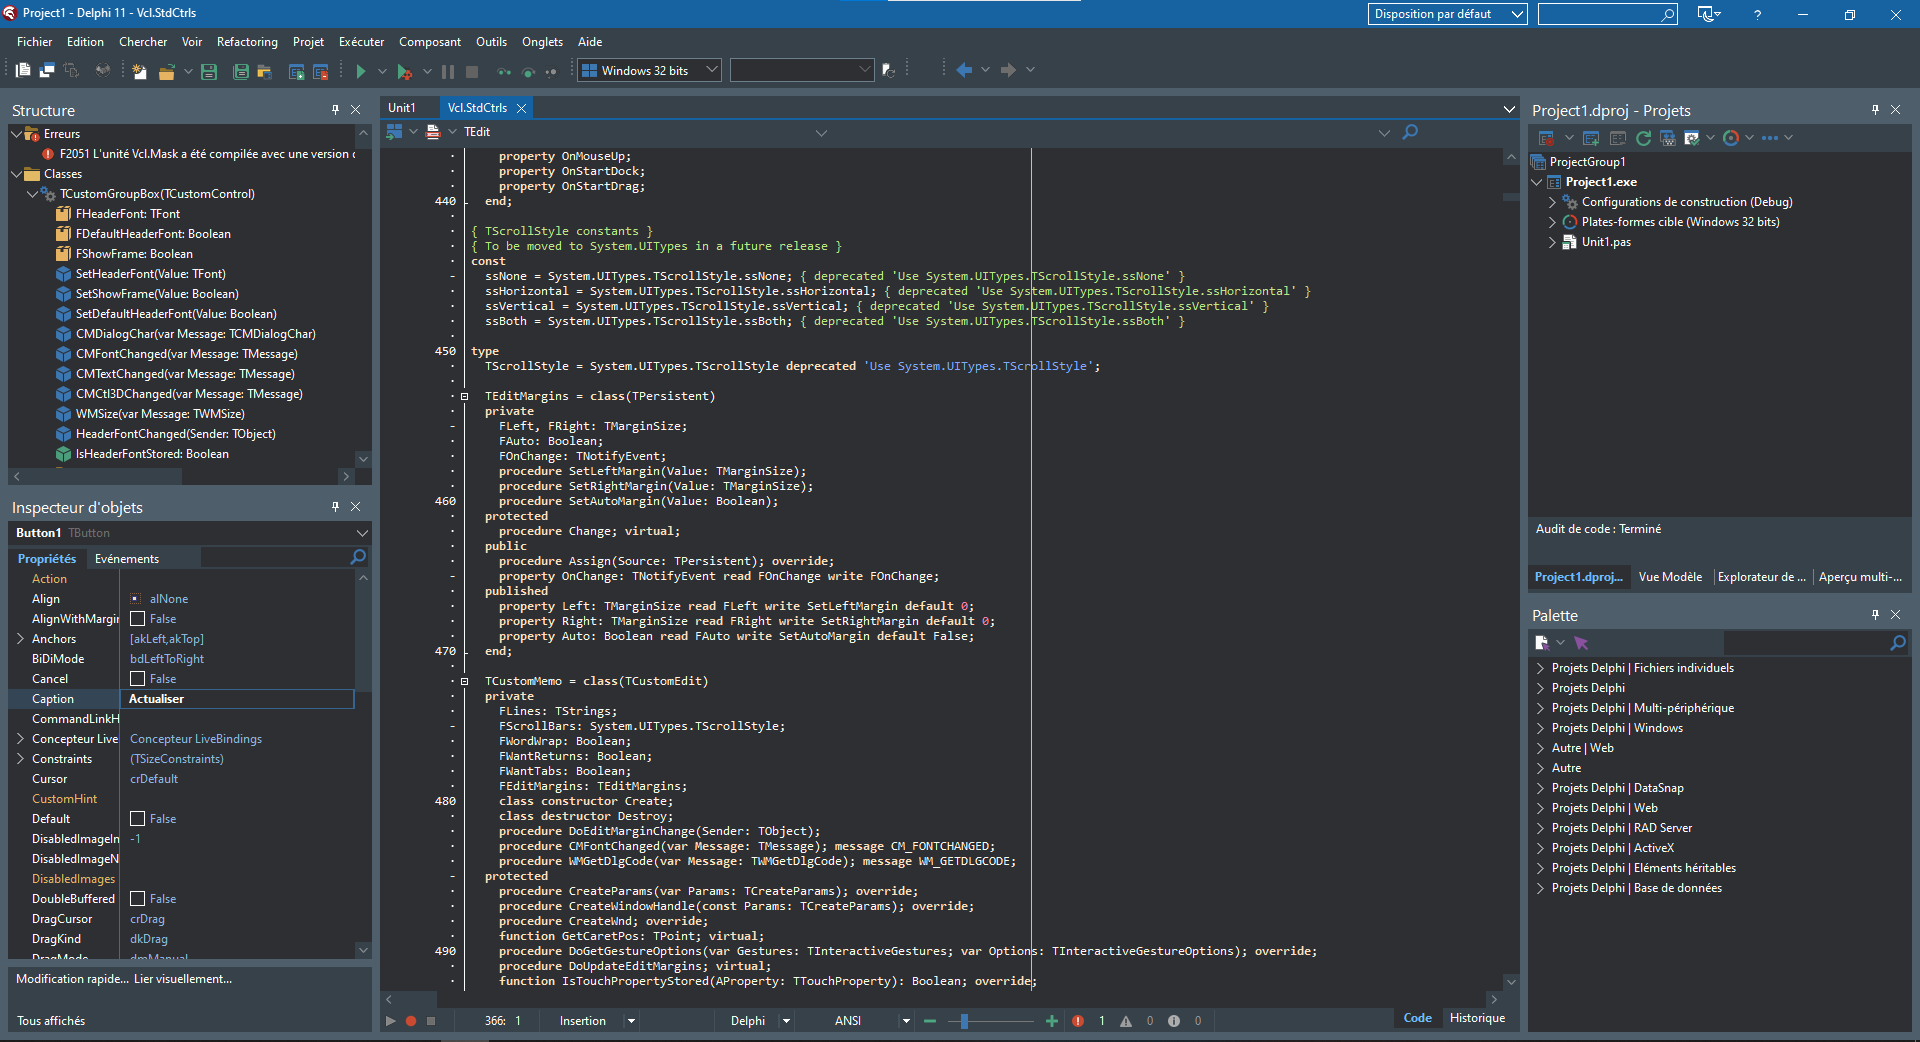 Project1 - Delphi 11 - Vcl.StdCtrls
Disposition par défaut
Fichier Edition Chercher Voir Refactoring Projet Exécuter Composant Outils Onglets Aide
Windows 32 bits
Structure
Erreurs
F2051 L'unité Vcl.Mask a été compilée avec une version
Classes
TCustomGroupBox(TCustomControl)
FHeaderFont: TFont
FDefaultHeaderFont: Boolean
FShowFrame: Boolean
SetHeaderFont(Value: TFont)
SetShowFrame(Value: Boolean)
SetDefaultHeaderFont(Value: Boolean)
CMDialogChar(var Message: TCMDialogChar)
CMFontChanged(var Message: TMessage)
CMTextChanged(var Message: TMessage)
CMCtl3DChanged(var Message: TMessage)
WMSize(var Message: TWMSize)
HeaderFontChanged(Sender: TObject)
IsHeaderFontStored: Boolean
Inspecteur d'objets
Button1 TButton
Propriétés Evénements
Action
Align alNone
AlignWithMargin False
Anchors [akLeft,akTop]
BiDiMode bdLeftToRight
Cancel False
Caption Actualiser
CommandLinkH
Concepteur Live Concepteur LiveBindings
Constraints (TSizeConstraints)
Cursor crDefault
CustomHint
Default False
DisabledImageIn -1
DisabledImageN
DisabledImages
DoubleBuffered False
DragCursor crDrag
DragKind dkDrag
DragMode dmManual
Modification rapide... Lier visuellement...
Tous affichés
Unit1 Vcl.StdCtrls
TEdit
property OnMouseUp;
property OnStartDock;
property OnStartDrag;
440 end;
{ TScrollStyle constants }
{ To be moved to System.UITypes in a future release }
const
ssNone = System.UITypes.TScrollStyle.ssNone; { deprecated 'Use System.UITypes.TScrollStyle.ssNone' }
ssHorizontal = System.UITypes.TScrollStyle.ssHorizontal; { deprecated 'Use System.UITypes.TScrollStyle.ssHorizontal' }
ssVertical = System.UITypes.TScrollStyle.ssVertical; { deprecated 'Use System.UITypes.TScrollStyle.ssVertical' }
ssBoth = System.UITypes.TScrollStyle.ssBoth; { deprecated 'Use System.UITypes.TScrollStyle.ssBoth' }
450 type
TScrollStyle = System.UITypes.TScrollStyle deprecated 'Use System.UITypes.TScrollStyle';
TEditMargins = class(TPersistent)
private
FLeft, FRight: TMarginSize;
FAuto: Boolean;
FOnChange: TNotifyEvent;
procedure SetLeftMargin(Value: TMarginSize);
procedure SetRightMargin(Value: TMarginSize);
460 procedure SetAutoMargin(Value: Boolean);
protected
procedure Change; virtual;
public
procedure Assign(Source: TPersistent); override;
property OnChange: TNotifyEvent read FOnChange write FOnChange;
published
property Left: TMarginSize read FLeft write SetLeftMargin default 0;
property Right: TMarginSize read FRight write SetRightMargin default 0;
property Auto: Boolean read FAuto write SetAutoMargin default False;
470 end;
TCustomMemo = class(TCustomEdit)
private
FLines: TStrings;
FScrollBars: System.UITypes.TScrollStyle;
FWordWrap: Boolean;
FWantReturns: Boolean;
FWantTabs: Boolean;
FEditMargins: TEditMargins;
480 class constructor Create;
class destructor Destroy;
procedure DoEditMarginChange(Sender: TObject);
procedure CMFontChanged(var Message: TMessage); message CM_FONTCHANGED;
procedure WMGetDlgCode(var Message: TWMGetDlgCode); message WM_GETDLGCODE;
protected
procedure CreateParams(var Params: TCreateParams); override;
procedure CreateWindowHandle(const Params: TCreateParams); override;
procedure CreateWnd; override;
function GetCaretPos: TPoint; virtual;
490 procedure DoGetGestureOptions(var Gestures: TInteractiveGestures; var Options: TInteractiveGestureOptions); override;
procedure DoUpdateEditMargins; virtual;
function IsTouchPropertyStored(AProperty: TTouchProperty): Boolean; override;
366: 1 Insertion Delphi ANSI 1 0 0 Code Historique
Project1.dproj - Projets
ProjectGroup1
Project1.exe
Configurations de construction (Debug)
Plates-formes cible (Windows 32 bits)
Unit1.pas
Audit de code : Terminé
Project1.dproj... Vue Modèle Explorateur de ... Aperçu multi-...
Palette
Projets Delphi | Fichiers individuels
Projets Delphi
Projets Delphi | Multi-périphérique
Projets Delphi | Windows
Autre | Web
Autre
Projets Delphi | DataSnap
Projets Delphi | Web
Projets Delphi | RAD Server
Projets Delphi | ActiveX
Projets Delphi | Eléments héritables
Projets Delphi | Base de données